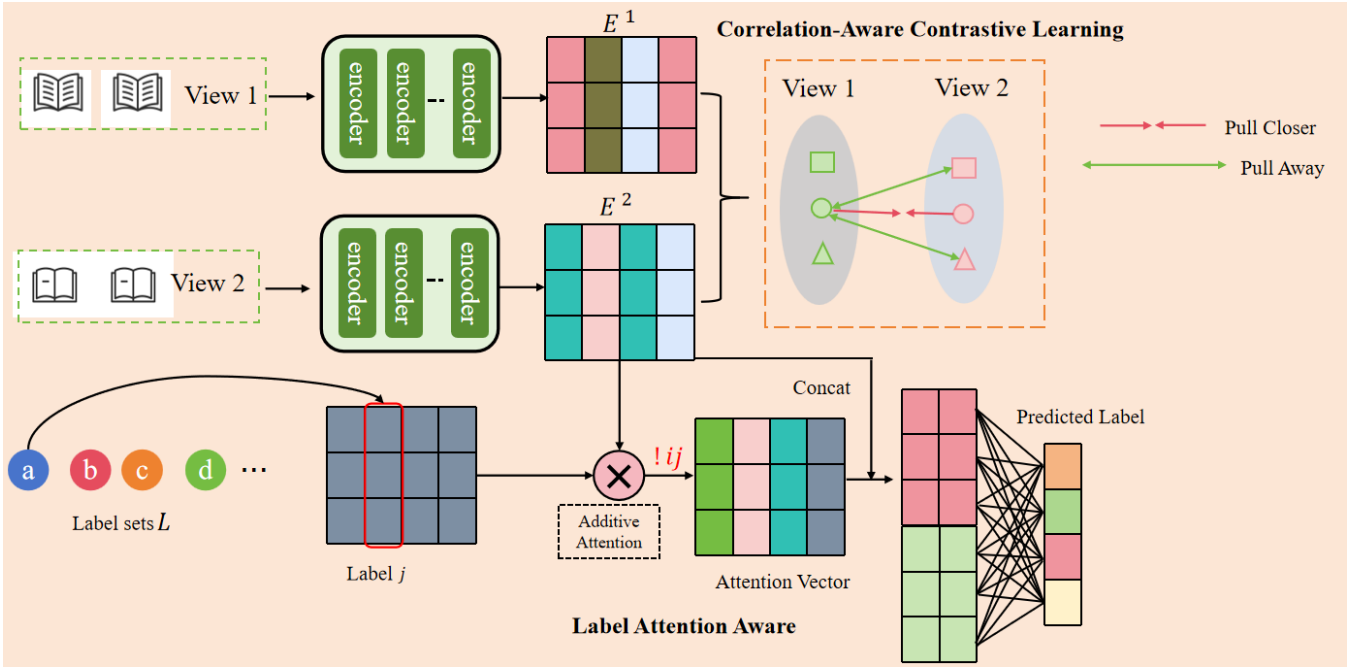 E 1
Correlation-Aware Contrastive Learning
View 1
encoder
encoder
encoder
View 1
View 2
Pull Closer
Pull Away
E 2
View 2
encoder
encoder
encoder
Concat
Predicted Label
a
b
c
d
...
Label sets L
! ij
Additive
Attention
Label j
Attention Vector
Label Attention Aware